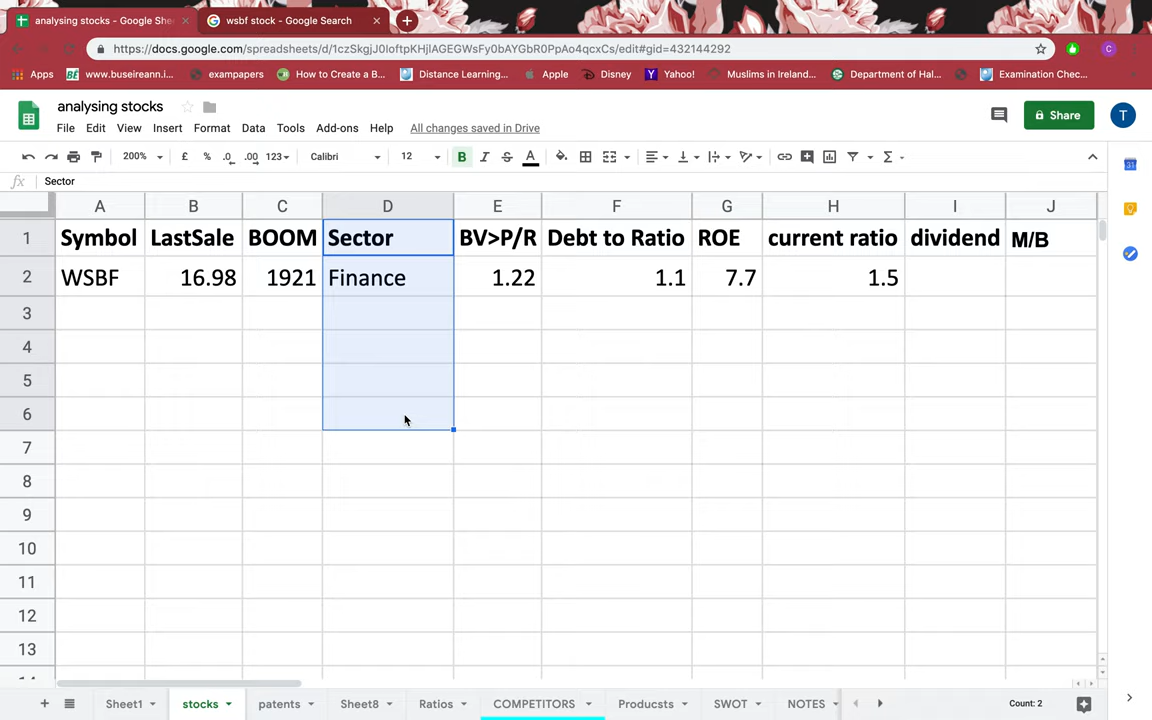 analysing stocks - Google She
wsbf stock - Google Search
https://docs.google.com/spreadsheets/d/1czSkgjJ0IoftpKHjIAGEGWsFy0bAYGbR0PpAo4qcxCs/edit#gid=432144292
C
Apps www.buseireann.i... exampapers How to Create a B... Distance Learning... Apple Disney Yahoo! Muslims in Ireland... Department of Hal... Examination Chec...
analysing stocks
File Edit View Insert Format Data Tools Add-ons Help All changes saved in Drive
Share
T
200% £ % .0 .00 123 Calibri 12 B I S A Σ
fx Sector
A B C D E F G H I J
1 Symbol LastSale BOOM Sector BV>P/R Debt to Ratio ROE current ratio dividend M/B
2 WSBF 16.98 1921 Finance 1.22 1.1 7.7 1.5
3
4
5
6
7
8
9
10
11
12
13
Sheet1 stocks patents Sheet8 Ratios COMPETITORS Producsts SWOT NOTES Count: 2